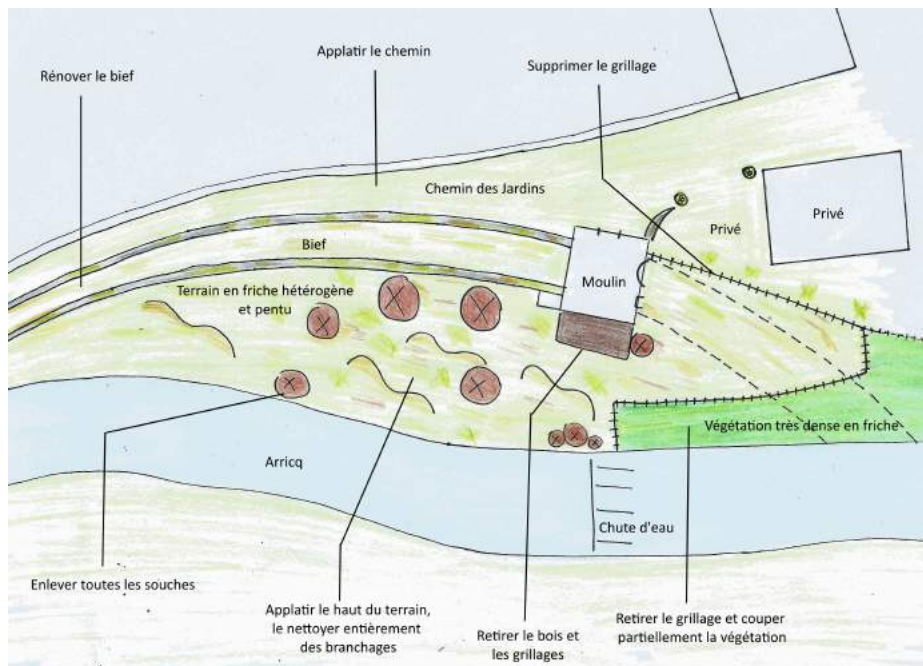 Applatir le chemin
Rénover le bief
Supprimer le grillage
Chemin des Jardins
Privé
Privé
Bief
Moulin
Terrain en friche hétérogène
et pentu
Végétation très dense en friche
Arricq
Chute d'eau
Enlever toutes les souches
Applatir le haut du terrain,
le nettoyer entièrement
des branchages
Retirer le bois et
les grillages
Retirer le grillage et couper
partiellement la végétation